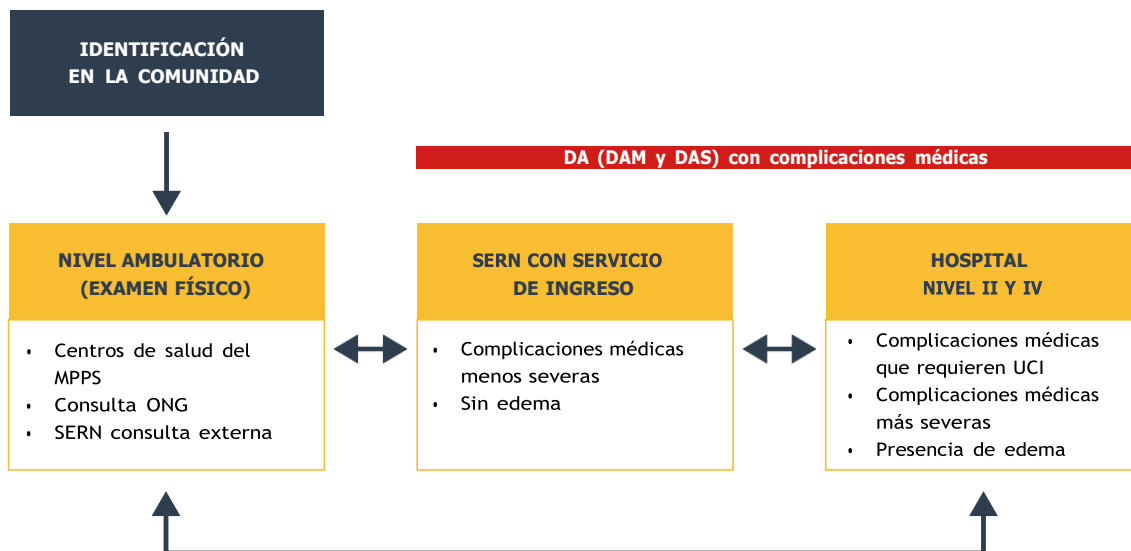 IDENTIFICACIÓN
EN LA COMUNIDAD
DA (DAM y DAS) con complicaciones médicas
NIVEL AMBULATORIO
(EXAMEN FÍSICO)
• Centros de salud del
MPPS
• Consulta ONG
• SERN consulta externa
SERN CON SERVICIO
DE INGRESO
• Complicaciones médicas
menos severas
• Sin edema
HOSPITAL
NIVEL II Y IV
• Complicaciones médicas
que requieren UCI
• Complicaciones médicas
más severas
• Presencia de edema